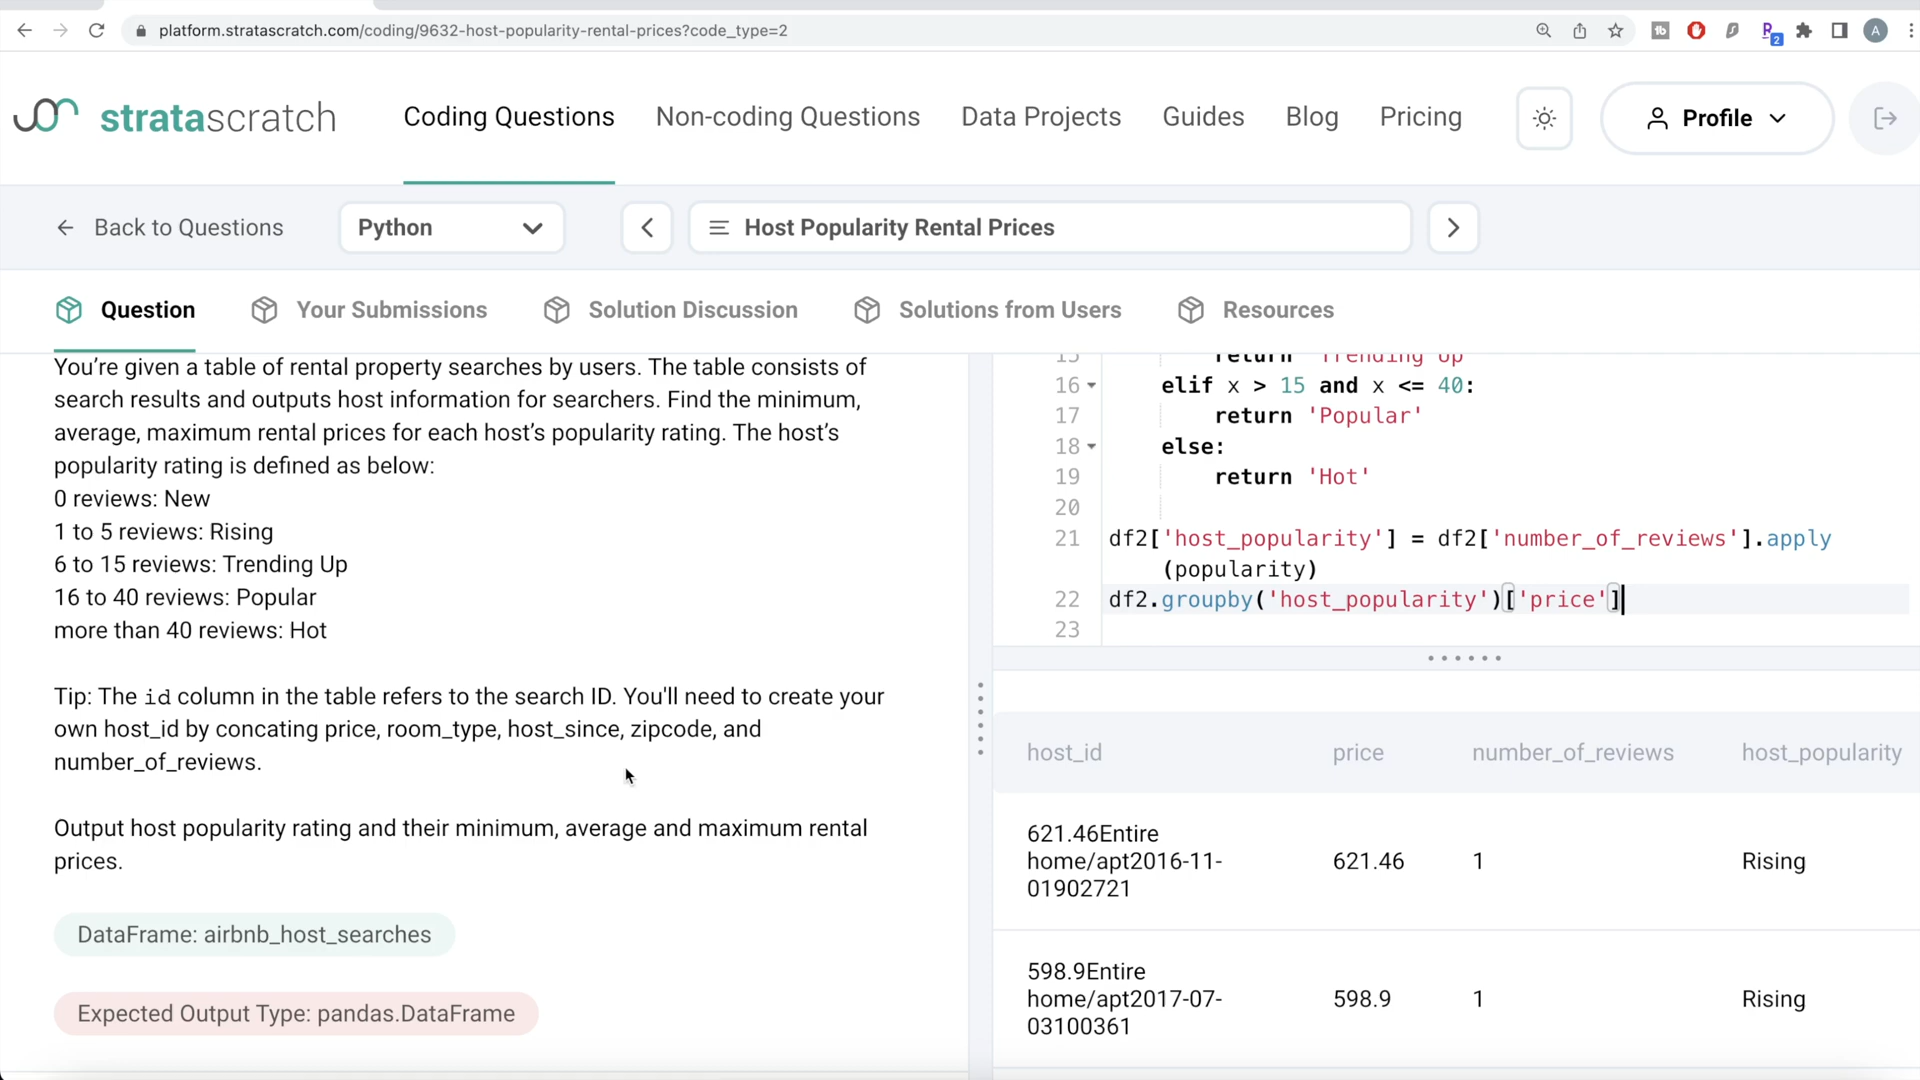 platform.stratascratch.com/coding/9632-host-popularity-rental-prices?code_type=2
2
A
stratascratch
Coding Questions
Non-coding Questions
Data Projects
Guides
Blog
Pricing
Profile
Back to Questions
Python
Host Popularity Rental Prices
Question
Your Submissions
Solution Discussion
Solutions from Users
Resources
You’re given a table of rental property searches by users. The table consists of
search results and outputs host information for searchers. Find the minimum,
average, maximum rental prices for each host’s popularity rating. The host’s
popularity rating is defined as below:
0 reviews: New
1 to 5 reviews: Rising
6 to 15 reviews: Trending Up
16 to 40 reviews: Popular
more than 40 reviews: Hot
Tip: The id column in the table refers to the search ID. You'll need to create your
own host_id by concating price, room_type, host_since, zipcode, and
number_of_reviews.
Output host popularity rating and their minimum, average and maximum rental
prices.
DataFrame: airbnb_host_searches
Expected Output Type: pandas.DataFrame
15 return 'Trending Up'
16 elif x > 15 and x <= 40:
17 return 'Popular'
18 else:
19 return 'Hot'
20
21 df2['host_popularity'] = df2['number_of_reviews'].apply
(popularity)
22 df2.groupby('host_popularity')['price']
23
host_id price number_of_reviews host_popularity
621.46Entire
home/apt2016-11- 621.46 1 Rising
01902721
598.9Entire
home/apt2017-07- 598.9 1 Rising
03100361